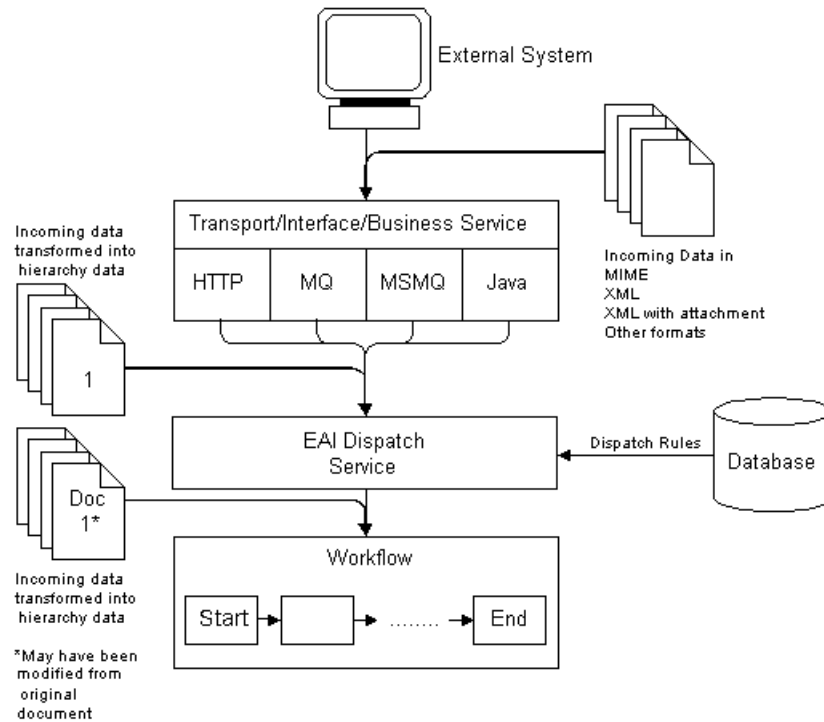 External System
Transport/Interface/Business Service
HTTP
MQ
MSMQ
Java
Incoming Data in
MIME
XML
XML with attachment
Other formats
Incoming data
transformed into
hierarchy data
1
EAI Dispatch
Service
Dispatch Rules
Database
Doc
1*
Incoming data
transformed into
hierarchy data
*May have been
modified from
original
document
Workflow
Start
........
End